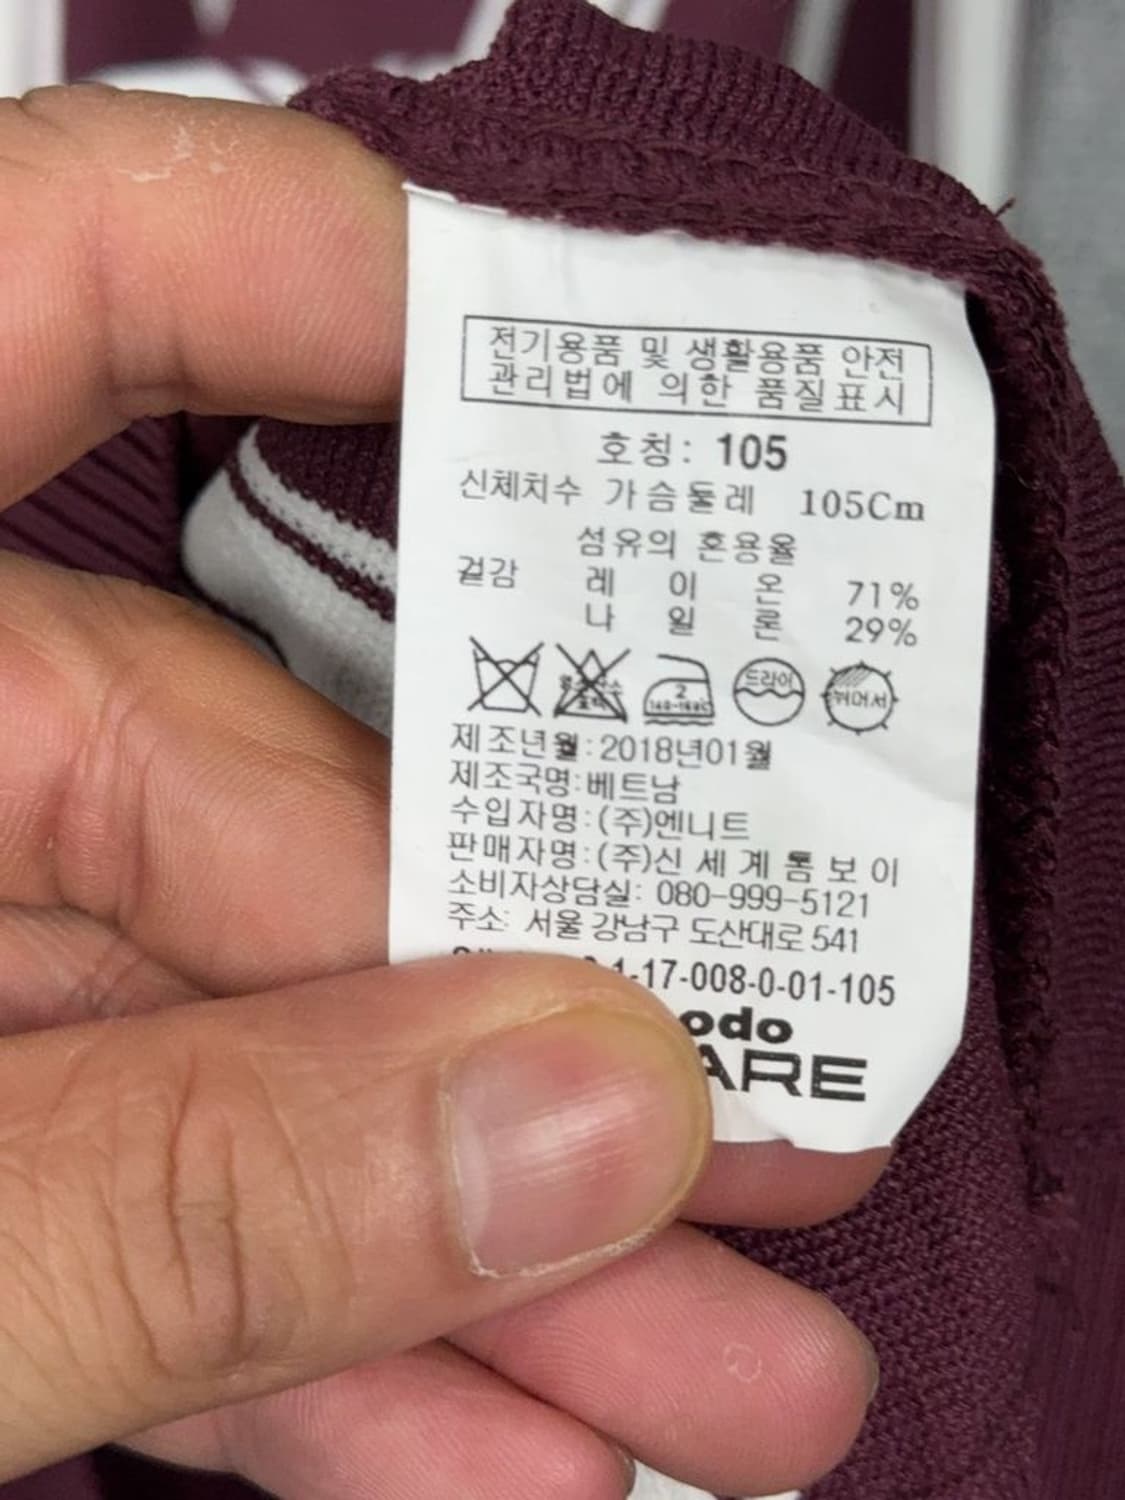 전기용품 및 생활용품 안전
관리법에 의한 품질표시
호칭: 105
신체치수 가슴둘레 105Cm
섬유의 혼용율
겉감 레 이 온 71%
나 일 론 29%
2
드라이
뉘어서
제조년월:2018년01월
제조국명:베트남
수입자명:(주)엔니트
판매자명:(주)신세계톰보이
소비자상담실: 080-999-5121
주소: 서울 강남구 도산대로 541
1-17-008-0-01-105
odo
ARE